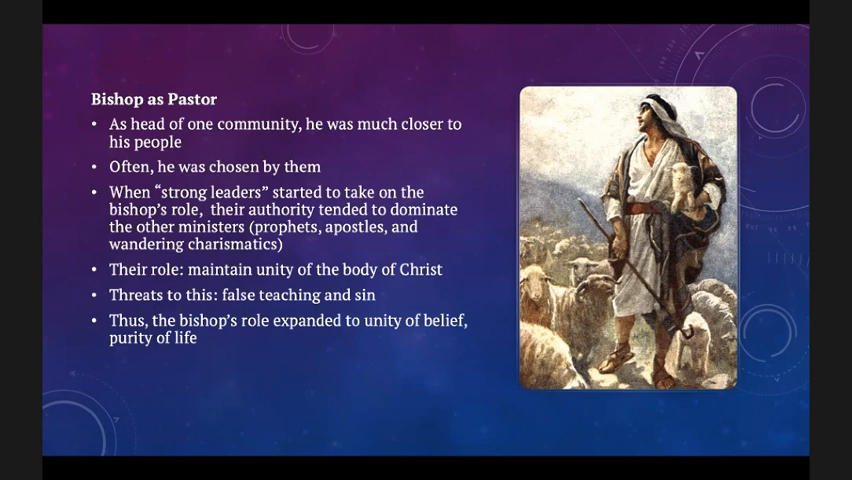 Bishop as Pastor
• As head of one community, he was much closer to
his people
• Often, he was chosen by them
• When “strong leaders” started to take on the
bishop’s role, their authority tended to dominate
the other ministers (prophets, apostles, and
wandering charismatics)
• Their role: maintain unity of the body of Christ
• Threats to this: false teaching and sin
• Thus, the bishop’s role expanded to unity of belief,
purity of life